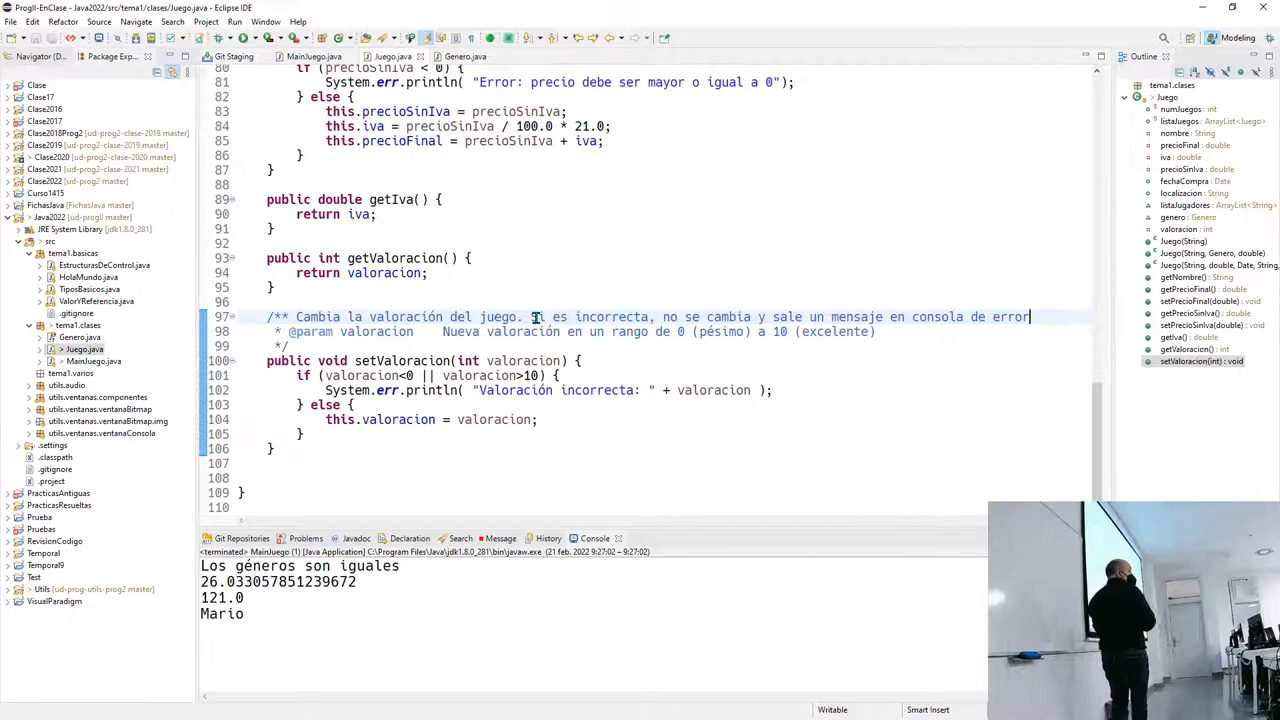 ProgII-EnClase - Java2022/src/tema1/clases/Juego.java - Eclipse IDE
File Edit Refactor Source Navigate Search Project Run Window Help
Modeling
Navigator (D...
Package Exp...
Git Staging
MainJuego.java
Juego.java
Genero.java
Outline
Clase
Clase17
Clase2016
Clase2017
Clase2018Prog2 [ud-prog2-clase-2018 master]
Clase2019 [ud-prog2-clase-2019 master]
> Clase2020 [ud-prog2-clase-2020 master]
Clase2021 [ud-prog2-clase-2021 master]
Clase2022 [ud-prog2 master]
Curso1415
FichasJava [FichasJava master]
> Java2022 [ud-progII master]
JRE System Library [jdk1.8.0_281]
> src
tema1.basicas
EstructurasDeControl.java
HolaMundo.java
TiposBasicos.java
ValorYReferencia.java
.gitignore
> tema1.clases
Genero.java
> Juego.java
> MainJuego.java
tema1.varios
utils.audio
utils.ventanas.componentes
utils.ventanas.ventanaBitmap
utils.ventanas.ventanaBitmap.img
utils.ventanas.ventanaConsola
.settings
.classpath
.gitignore
.project
PracticasAntiguas
PracticasResueltas
Prueba
Pruebas
RevisionCodigo
Temporal
Temporal9
Test
> Utils [ud-prog-utils-prog2 master]
VisualParadigm
80 if (precioSinIva < 0) {
81 System.err.println( "Error: precio debe ser mayor o igual a 0");
82 } else {
83 this.precioSinIva = precioSinIva;
84 this.iva = precioSinIva / 100.0 * 21.0;
85 this.precioFinal = precioSinIva + iva;
86 }
87 }
88
89 public double getIva() {
90 return iva;
91 }
92
93 public int getValoracion() {
94 return valoracion;
95 }
96
97 /** Cambia la valoración del juego. Si es incorrecta, no se cambia y sale un mensaje en consola de error
98 * @param valoracion Nueva valoración en un rango de 0 (pésimo) a 10 (excelente)
99 */
100 public void setValoracion(int valoracion) {
101 if (valoracion<0 || valoracion>10) {
102 System.err.println( "Valoración incorrecta: " + valoracion );
103 } else {
104 this.valoracion = valoracion;
105 }
106 }
107
108
109 }
110
tema1.clases
Juego
numJuegos : int
listaJuegos : ArrayList<Juego>
nombre : String
precioFinal : double
iva : double
precioSinIva : double
fechaCompra : Date
localizacion : String
listaJugadores : ArrayList<String>
genero : Genero
valoracion : int
Juego(String)
Juego(String, Genero, double)
Juego(String, double, Date, String,
getNombre() : String
getPrecioFinal() : double
setPrecioFinal(double) : void
getPrecioSinIva() : double
setPrecioSinIva(double) : void
getIva() : double
getValoracion() : int
setValoracion(int) : void
Git Repositories
Problems
Javadoc
Declaration
Search
Message
History
Console
<terminated> MainJuego (1) [Java Application] C:\Program Files\Java\jdk1.8.0_281\bin\javaw.exe (21 feb. 2022 9:27:02 – 9:27:02)
Los géneros son iguales
26.033057851239672
121.0
Mario
Writable
Smart Insert